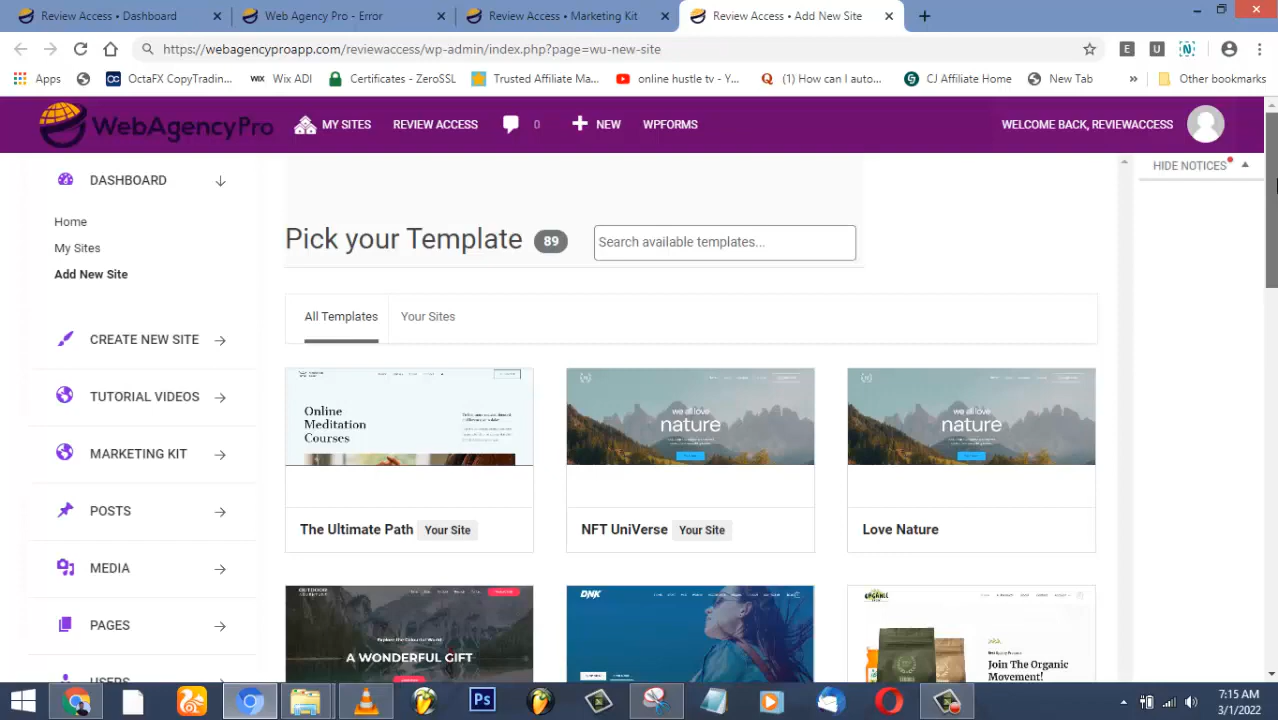 Review Access • Dashboard
Web Agency Pro - Error
Review Access • Marketing Kit
Review Access • Add New Site
https://webagencyproapp.com/reviewaccess/wp-admin/index.php?page=wu-new-site
Apps
OctaFX CopyTradin...
WIX
Wix ADI
Certificates - ZeroSSL
Trusted Affiliate Ma...
online hustle tv - Y...
(1) How can I autom...
CJ Affiliate Home
New Tab
»
Other bookmarks
WebAgencyPro
MY SITES
REVIEW ACCESS
0
NEW
WPFORMS
WELCOME BACK, REVIEWACCESS
DASHBOARD
Home
My Sites
Add New Site
CREATE NEW SITE
TUTORIAL VIDEOS
MARKETING KIT
POSTS
MEDIA
PAGES
USERS
HIDE NOTICES
Pick your Template 89
Search available templates...
All Templates
Your Sites
Online
Meditation
Courses
The Ultimate Path Your Site
we all love
nature
NFT UniVerse Your Site
we all love
nature
Love Nature
A WONDERFUL GIFT
DNK
ORGANIC
Join The Organic
Movement!
Ps
7:15 AM
3/1/2022